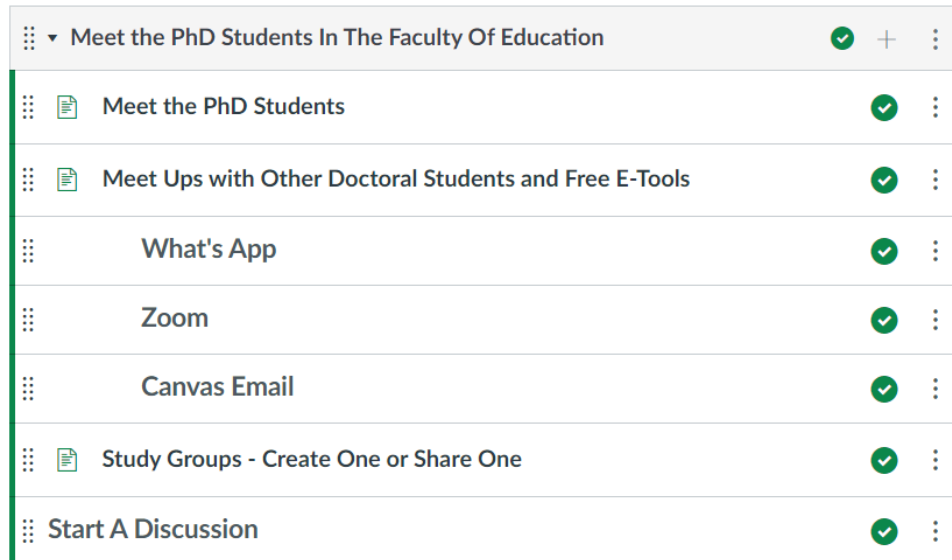 Meet the PhD Students In The Faculty Of Education
Meet the PhD Students
Meet Ups with Other Doctoral Students and Free E-Tools
What's App
Zoom
Canvas Email
Study Groups - Create One or Share One
Start A Discussion